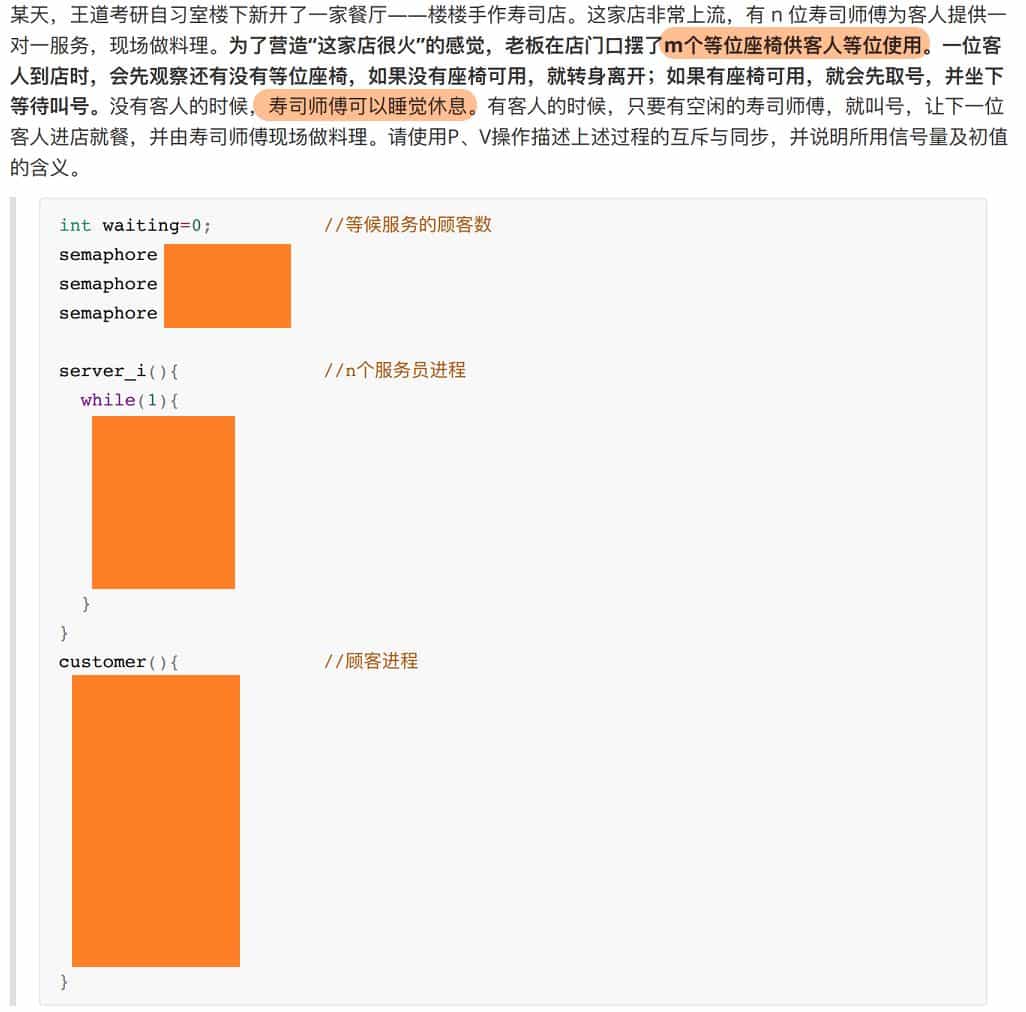 某天，王道考研自习室楼下新开了一家餐厅——楼楼手作寿司店。这家店非常上流，有 n 位寿司师傅为客人提供一
对一服务，现场做料理。为了营造“这家店很火”的感觉，老板在店门口摆了m个等位座椅供客人等位使用。一位客
人到店时，会先观察还有没有等位座椅，如果没有座椅可用，就转身离开；如果有座椅可用，就会先取号，并坐下
等待叫号。没有客人的时候，寿司师傅可以睡觉休息。有客人的时候，只要有空闲的寿司师傅，就叫号，让下一位
客人进店就餐，并由寿司师傅现场做料理。请使用P、V操作描述上述过程的互斥与同步，并说明所用信号量及初值
的含义。
int waiting=0; //等候服务的顾客数
semaphore
semaphore
semaphore
server_i(){ //n个服务员进程
while(1){
}
}
customer(){ //顾客进程
}